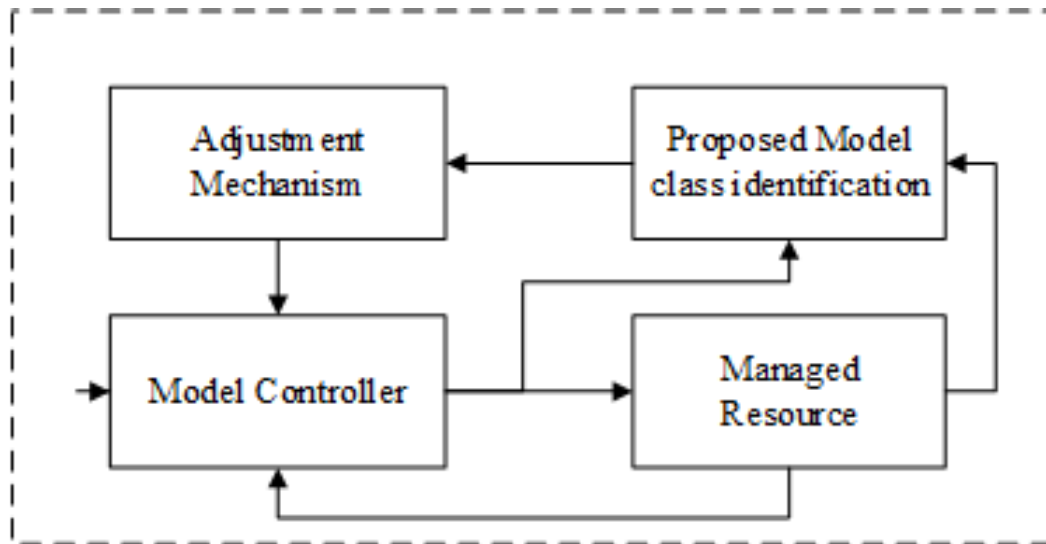 Adjustment
Mechanism
Proposed Model
class identification
Model Controller
Managed
Resource